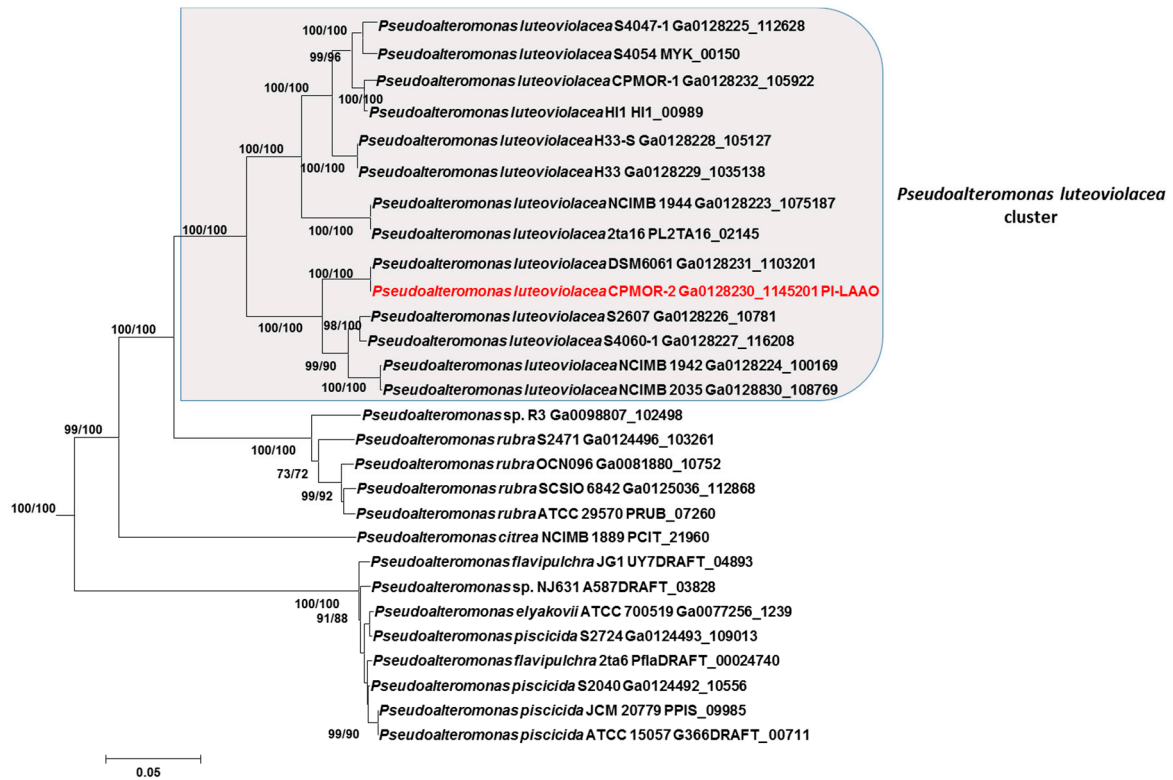 100/100
Pseudoalteromonas luteoviolacea S4047-1 Ga0128225_112628
99/96
Pseudoalteromonas luteoviolacea S4054 MYK_00150
100/100
Pseudoalteromonas luteoviolacea CPMOR-1 Ga0128232_105922
100/100
Pseudoalteromonas luteoviolacea HI1 HI1_00989
Pseudoalteromonas luteoviolacea H33-S Ga0128228_105127
100/100
Pseudoalteromonas luteoviolacea H33 Ga0128229_1035138
Pseudoalteromonas luteoviolacea
cluster
Pseudoalteromonas luteoviolacea NCIMB 1944 Ga0128223_1075187
100/100
100/100
Pseudoalteromonas luteoviolacea 2ta16 PL2TA16_02145
Pseudoalteromonas luteoviolacea DSM6061 Ga0128231_1103201
100/100
Pseudoalteromonas luteoviolacea CPMOR-2 Ga0128230_1145201 PI-LAAO
Pseudoalteromonas luteoviolacea S2607 Ga0128226_10781
100/100
98/100
100/100
Pseudoalteromonas luteoviolacea S4060-1 Ga0128227_116208
99/90
Pseudoalteromonas luteoviolacea NCIMB 1942 Ga0128224_100169
100/100
Pseudoalteromonas luteoviolacea NCIMB 2035 Ga0128830_108769
Pseudoalteromonas sp. R3 Ga0098807_102498
99/100
Pseudoalteromonas rubra S2471 Ga0124496_103261
100/100
Pseudoalteromonas rubra OCN096 Ga0081880_10752
73/72
Pseudoalteromonas rubra SCSIO 6842 Ga0125036_112868
99/92
100/100
Pseudoalteromonas rubra ATCC 29570 PRUB_07260
Pseudoalteromonas citrea NCIMB 1889 PCIT_21960
Pseudoalteromonas flavipulchra JG1 UY7DRAFT_04893
Pseudoalteromonas sp. NJ631 A587DRAFT_03828
100/100
Pseudoalteromonas elyakovii ATCC 700519 Ga0077256_1239
91/88
Pseudoalteromonas piscicida S2724 Ga0124493_109013
Pseudoalteromonas flavipulchra 2ta6 PflaDRAFT_00024740
Pseudoalteromonas piscicida S2040 Ga0124492_10556
Pseudoalteromonas piscicida JCM 20779 PPIS_09985
99/90
Pseudoalteromonas piscicida ATCC 15057 G366DRAFT_00711
0.05